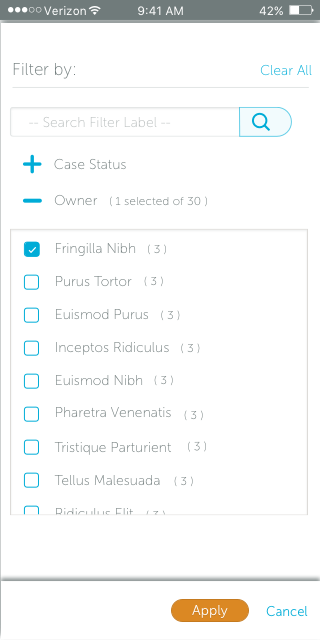 Verizon 9:41 AM 42%
Filter by: Clear All
-- Search Filter Label --
Case Status
Owner ( 1 selected of 30 )
Fringilla Nibh ( 3 )
Purus Tortor ( 3 )
Euismod Purus ( 3 )
Inceptos Ridiculus ( 3 )
Euismod Nibh ( 3 )
Pharetra Venenatis ( 3 )
Tristique Parturient ( 3 )
Tellus Malesuada ( 3 )
Ridiculus Elit ( 3 )
Apply Cancel